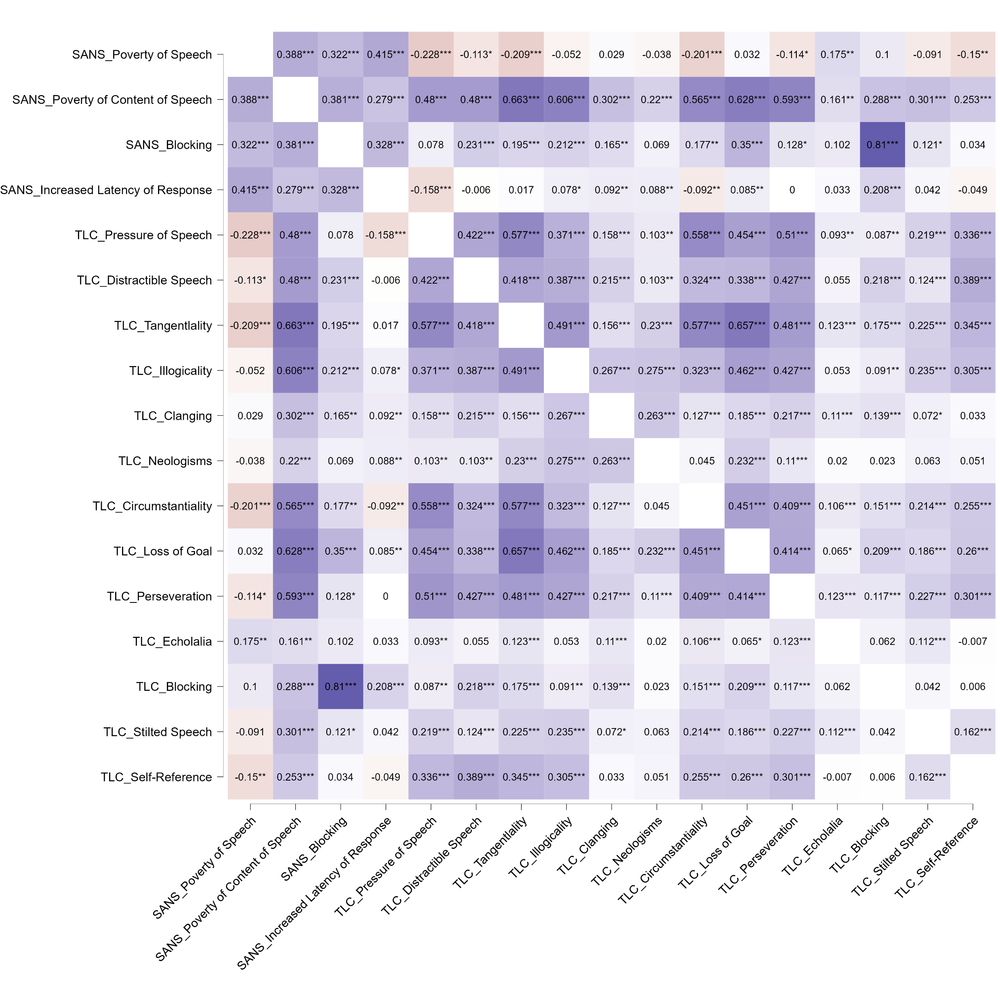 SANS_Poverty of Speech 0.388*** 0.322*** 0.415*** -0.228*** -0.113* -0.209*** -0.052 0.029 -0.038 -0.201*** 0.032 -0.114* 0.175** 0.1 -0.091 -0.15**
SANS_Poverty of Content of Speech 0.388*** 0.381*** 0.279*** 0.48*** 0.48*** 0.663*** 0.606*** 0.302*** 0.22*** 0.565*** 0.628*** 0.593*** 0.161** 0.288*** 0.301*** 0.253***
SANS_Blocking 0.322*** 0.381*** 0.328*** 0.078 0.231*** 0.195*** 0.212*** 0.165** 0.069 0.177** 0.35*** 0.128* 0.102 0.81*** 0.121* 0.034
SANS_Increased Latency of Response 0.415*** 0.279*** 0.328*** -0.158*** -0.006 0.017 0.078* 0.092** 0.088** -0.092** 0.085** 0 0.033 0.208*** 0.042 -0.049
TLC_Pressure of Speech -0.228*** 0.48*** 0.078 -0.158*** 0.422*** 0.577*** 0.371*** 0.158*** 0.103** 0.558*** 0.454*** 0.51*** 0.093** 0.087** 0.219*** 0.336***
TLC_Distractible Speech -0.113* 0.48*** 0.231*** -0.006 0.422*** 0.418*** 0.387*** 0.215*** 0.103** 0.324*** 0.338*** 0.427*** 0.055 0.218*** 0.124*** 0.389***
TLC_Tangentlality -0.209*** 0.663*** 0.195*** 0.017 0.577*** 0.418*** 0.491*** 0.156*** 0.23*** 0.577*** 0.657*** 0.481*** 0.123*** 0.175*** 0.225*** 0.345***
TLC_Illogicality -0.052 0.606*** 0.212*** 0.078* 0.371*** 0.387*** 0.491*** 0.267*** 0.275*** 0.323*** 0.462*** 0.427*** 0.053 0.091** 0.235*** 0.305***
TLC_Clanging 0.029 0.302*** 0.165** 0.092** 0.158*** 0.215*** 0.156*** 0.267*** 0.263*** 0.127*** 0.185*** 0.217*** 0.11*** 0.139*** 0.072* 0.033
TLC_Neologisms -0.038 0.22*** 0.069 0.088** 0.103** 0.103** 0.23*** 0.275*** 0.263*** 0.045 0.232*** 0.11*** 0.02 0.023 0.063 0.051
TLC_Circumstantiality -0.201*** 0.565*** 0.177** -0.092** 0.558*** 0.324*** 0.577*** 0.323*** 0.127*** 0.045 0.451*** 0.409*** 0.106*** 0.151*** 0.214*** 0.255***
TLC_Loss of Goal 0.032 0.628*** 0.35*** 0.085** 0.454*** 0.338*** 0.657*** 0.462*** 0.185*** 0.232*** 0.451*** 0.414*** 0.065* 0.209*** 0.186*** 0.26***
TLC_Perseveration -0.114* 0.593*** 0.128* 0 0.51*** 0.427*** 0.481*** 0.427*** 0.217*** 0.11*** 0.409*** 0.414*** 0.123*** 0.117*** 0.227*** 0.301***
TLC_Echolalia 0.175** 0.161** 0.102 0.033 0.093** 0.055 0.123*** 0.053 0.11*** 0.02 0.106*** 0.065* 0.123*** 0.062 0.112*** -0.007
TLC_Blocking 0.1 0.288*** 0.81*** 0.208*** 0.087** 0.218*** 0.175*** 0.091** 0.139*** 0.023 0.151*** 0.209*** 0.117*** 0.062 0.042 0.006
TLC_Stilted Speech -0.091 0.301*** 0.121* 0.042 0.219*** 0.124*** 0.225*** 0.235*** 0.072* 0.063 0.214*** 0.186*** 0.227*** 0.112*** 0.042 0.162***
TLC_Self-Reference -0.15** 0.253*** 0.034 -0.049 0.336*** 0.389*** 0.345*** 0.305*** 0.033 0.051 0.255*** 0.26*** 0.301*** -0.007 0.006 0.162***
SANS_Poverty of Speech
SANS_Poverty of Content of Speech
SANS_Blocking
SANS_Increased Latency of Response
TLC_Pressure of Speech
TLC_Distractible Speech
TLC_Tangentlality
TLC_Illogicality
TLC_Clanging
TLC_Neologisms
TLC_Circumstantiality
TLC_Loss of Goal
TLC_Perseveration
TLC_Echolalia
TLC_Blocking
TLC_Stilted Speech
TLC_Self-Reference